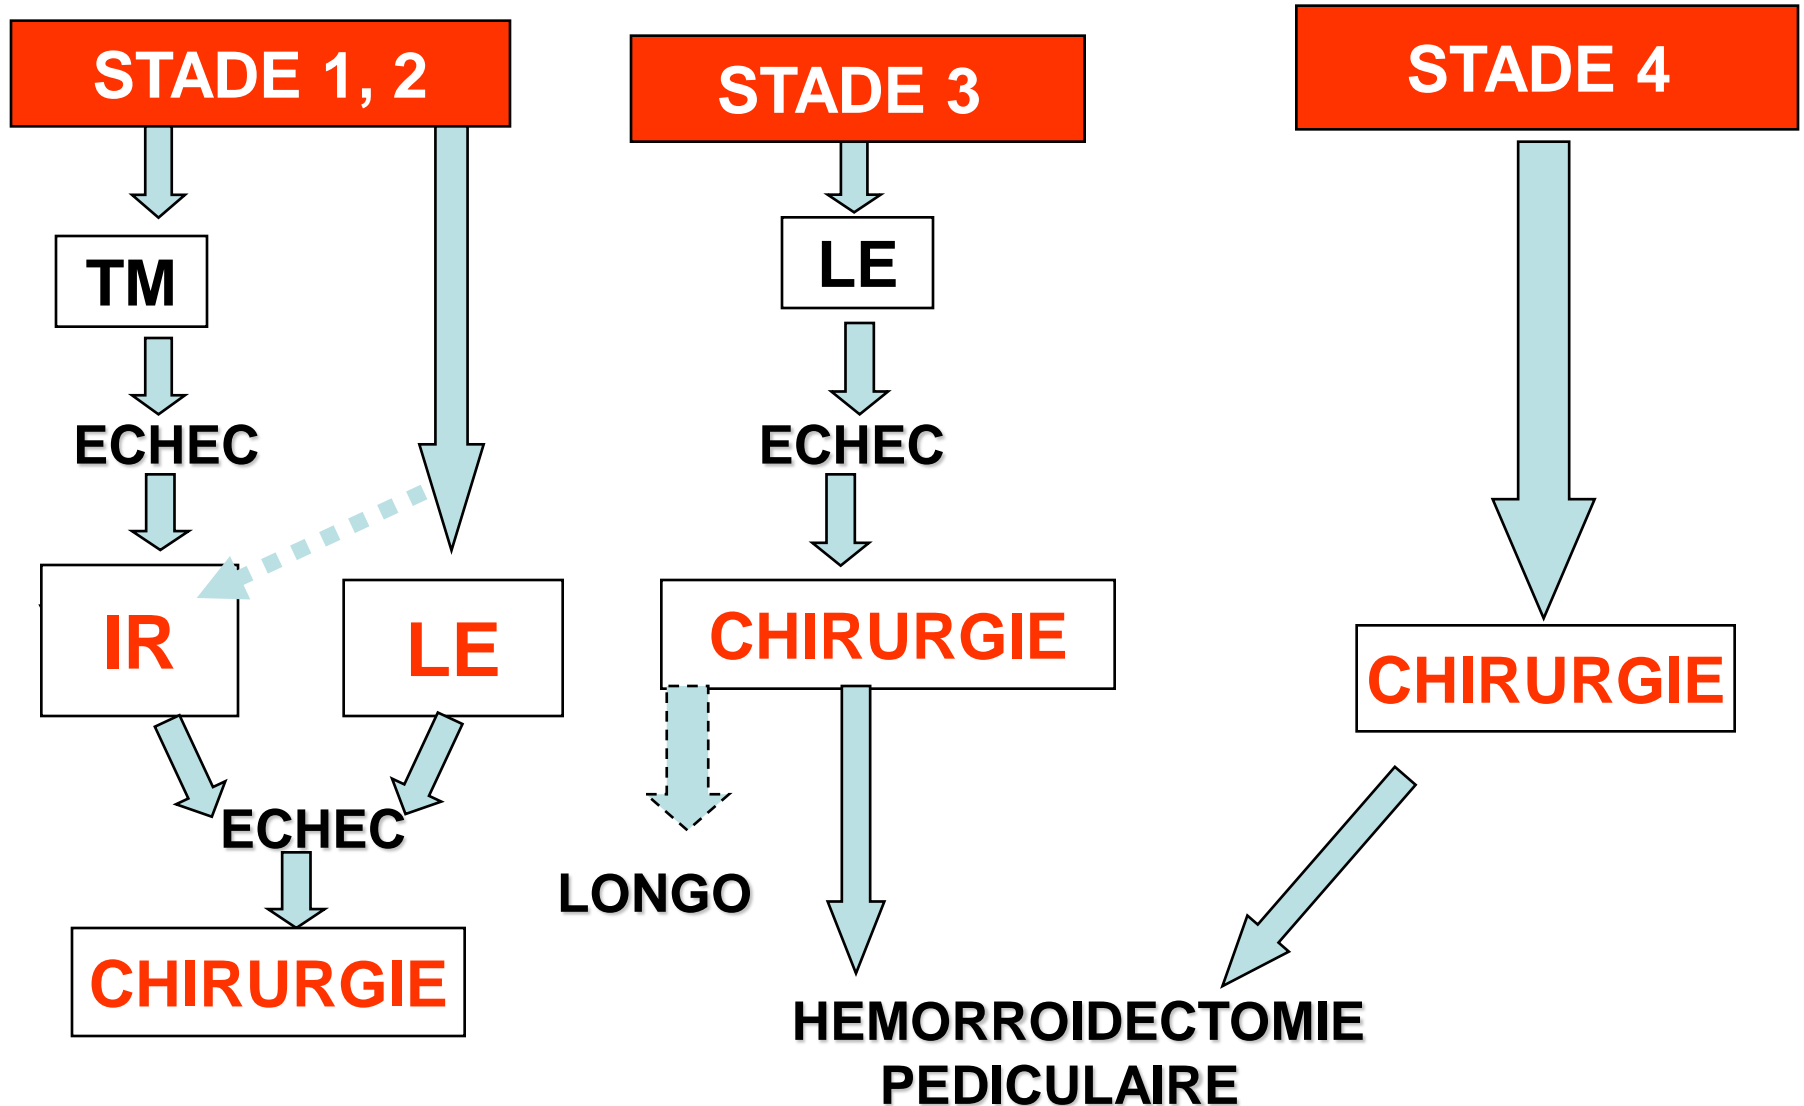 STADE 1, 2
STADE 3
STADE 4
TM
LE
ECHEC
ECHEC
IR
LE
CHIRURGIE
CHIRURGIE
ECHEC
LONGO
CHIRURGIE
HEMORROIDECTOMIE
PEDICULAIRE